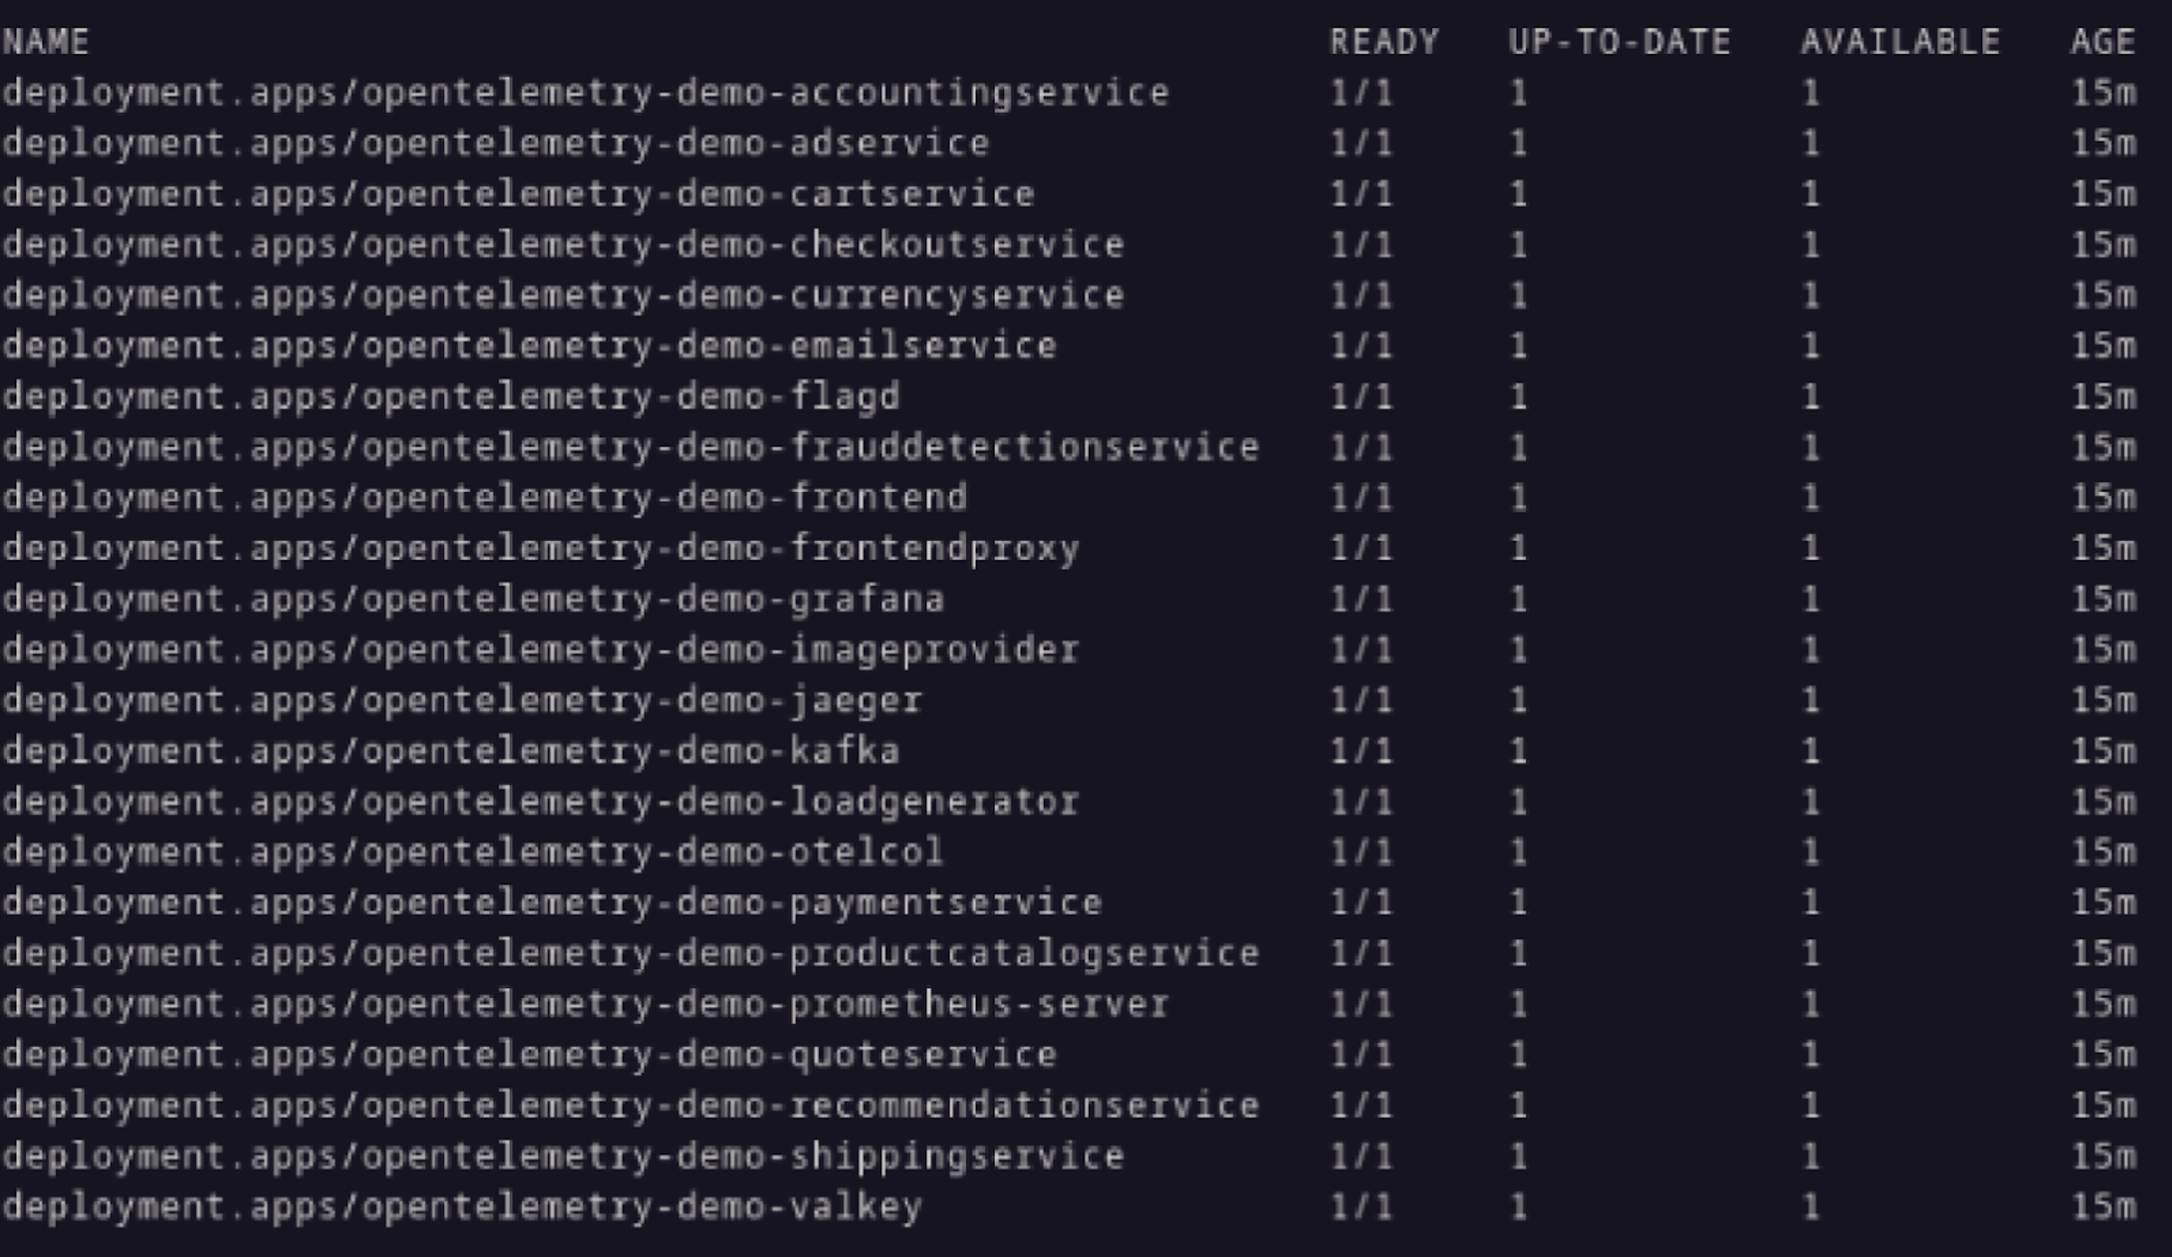 NAME READY UP-TO-DATE AVAILABLE AGE
deployment.apps/opentelemetry-demo-accountingservice 1/1 1 1 15m
deployment.apps/opentelemetry-demo-adservice 1/1 1 1 15m
deployment.apps/opentelemetry-demo-cartservice 1/1 1 1 15m
deployment.apps/opentelemetry-demo-checkoutservice 1/1 1 1 15m
deployment.apps/opentelemetry-demo-currencyservice 1/1 1 1 15m
deployment.apps/opentelemetry-demo-emailservice 1/1 1 1 15m
deployment.apps/opentelemetry-demo-flagd 1/1 1 1 15m
deployment.apps/opentelemetry-demo-frauddetectionservice 1/1 1 1 15m
deployment.apps/opentelemetry-demo-frontend 1/1 1 1 15m
deployment.apps/opentelemetry-demo-frontendproxy 1/1 1 1 15m
deployment.apps/opentelemetry-demo-grafana 1/1 1 1 15m
deployment.apps/opentelemetry-demo-imageprovider 1/1 1 1 15m
deployment.apps/opentelemetry-demo-jaeger 1/1 1 1 15m
deployment.apps/opentelemetry-demo-kafka 1/1 1 1 15m
deployment.apps/opentelemetry-demo-loadgenerator 1/1 1 1 15m
deployment.apps/opentelemetry-demo-otelcol 1/1 1 1 15m
deployment.apps/opentelemetry-demo-paymentservice 1/1 1 1 15m
deployment.apps/opentelemetry-demo-productcatalogservice 1/1 1 1 15m
deployment.apps/opentelemetry-demo-prometheus-server 1/1 1 1 15m
deployment.apps/opentelemetry-demo-quoteservice 1/1 1 1 15m
deployment.apps/opentelemetry-demo-recommendationservice 1/1 1 1 15m
deployment.apps/opentelemetry-demo-shippingservice 1/1 1 1 15m
deployment.apps/opentelemetry-demo-valkey 1/1 1 1 15m